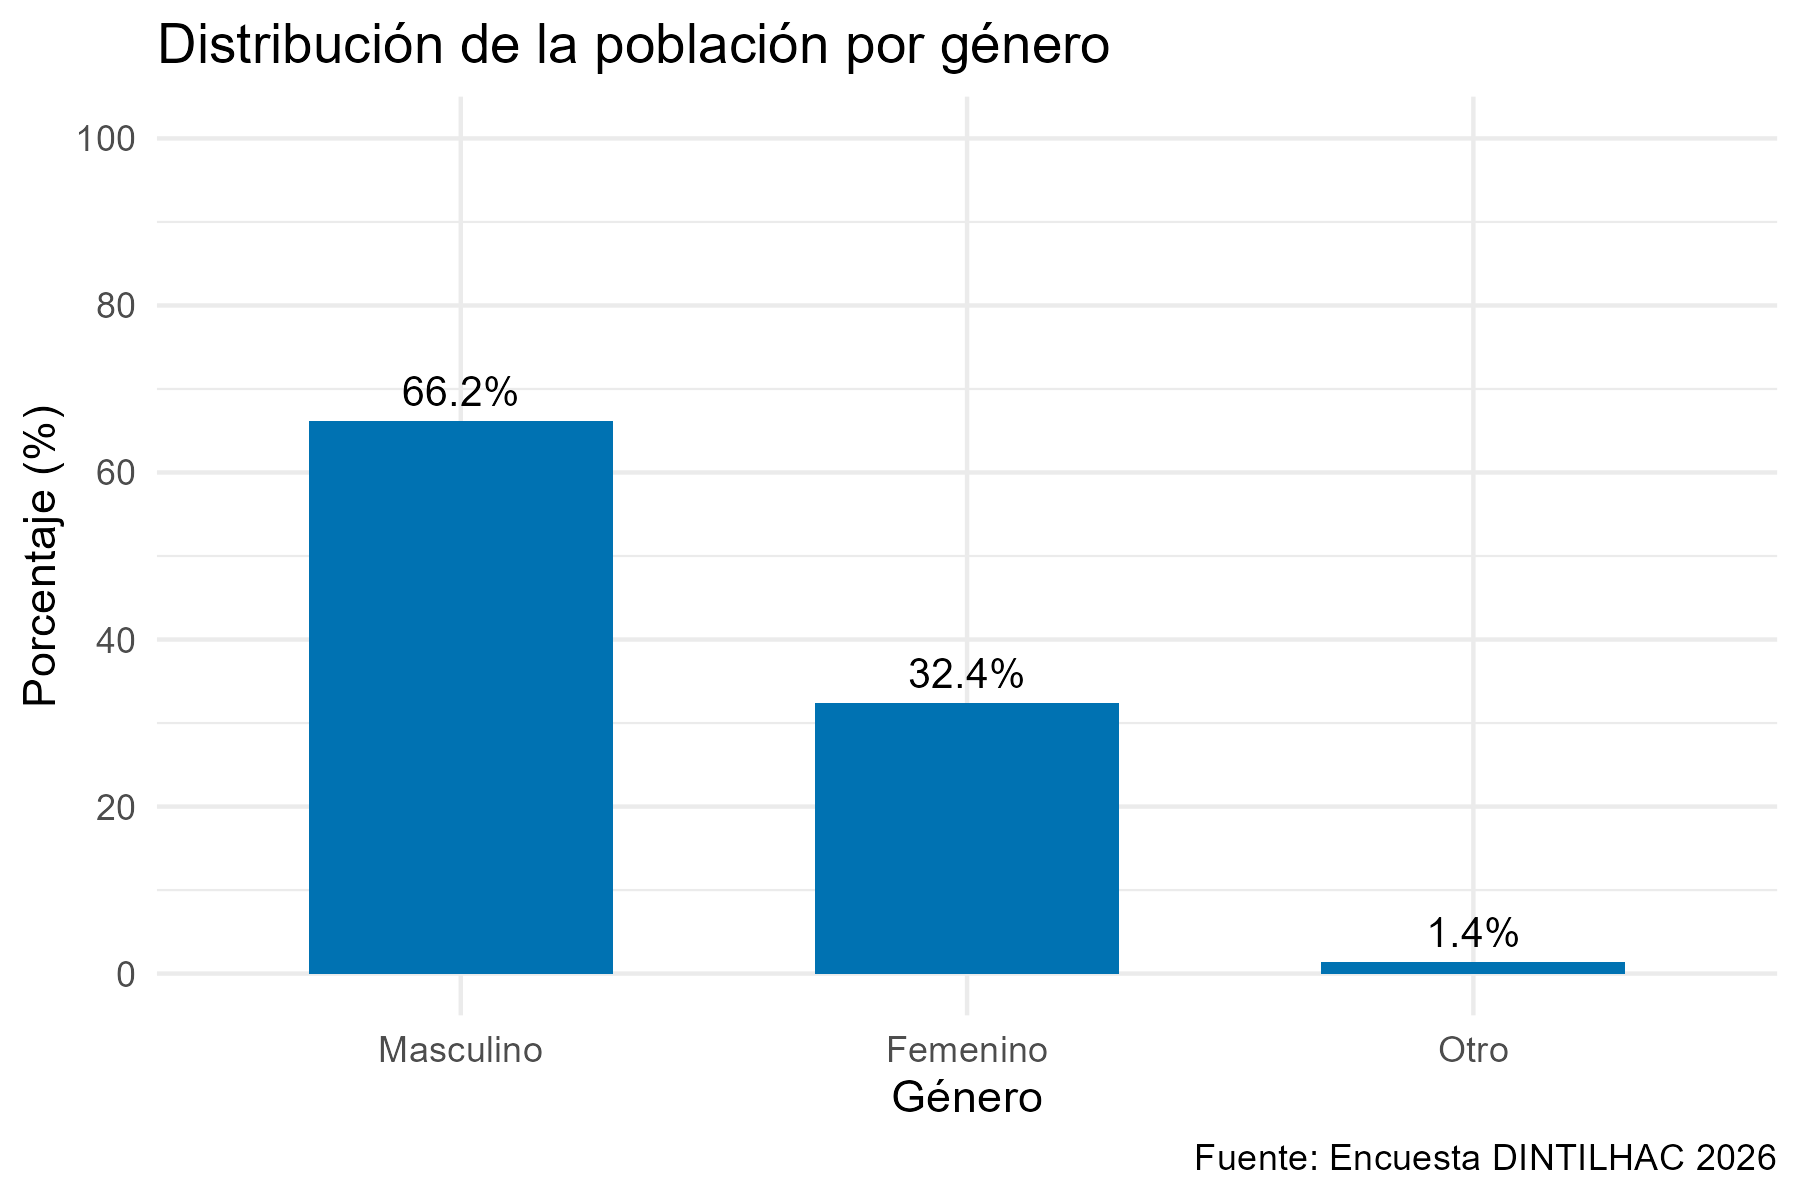 Distribución de la población por género
Porcentaje (%)
100
80
60
40
20
0
66.2%
32.4%
1.4%
Masculino
Femenino
Otro
Género
Fuente: Encuesta DINTILHAC 2026